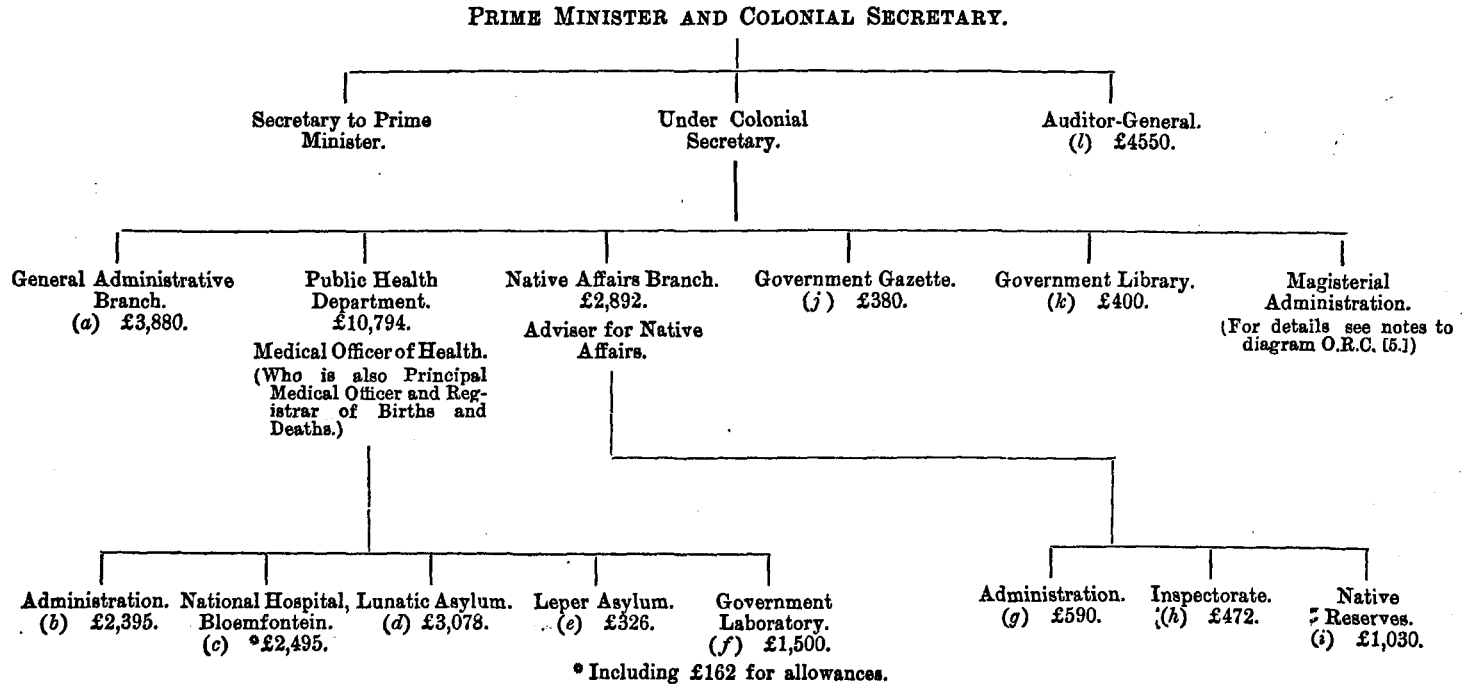 PRIME MINISTER AND COLONIAL SECRETARY.
Secretary to Prime
Minister.
Under Colonial
Secretary.
Auditor-General.
(l) £4550.
General Administrative
Branch.
(a) £3,880.
Public Health
Department.
£10,794.
Medical Officer of Health.
(Who is also Principal
Medical Officer and Reg-
istrar of Births and
Deaths.)
Native Affairs Branch.
£2,892.
Adviser for Native
Affairs.
Government Gazette.
(j) £380.
Government Library.
(k) £400.
Magisterial
Administration.
(For details see notes to
diagram O.R.C. [5.])
Administration.
(b) £2,395.
National Hospital,
Bloemfontein.
(c) *£2,495.
Lunatic Asylum.
(d) £3,078.
Leper Asylum.
(e) £326.
Government
Laboratory.
(f) £1,500.
Administration.
(g) £590.
Inspectorate.
(h) £472.
Native
Reserves.
(i) £1,030.
* Including £162 for allowances.